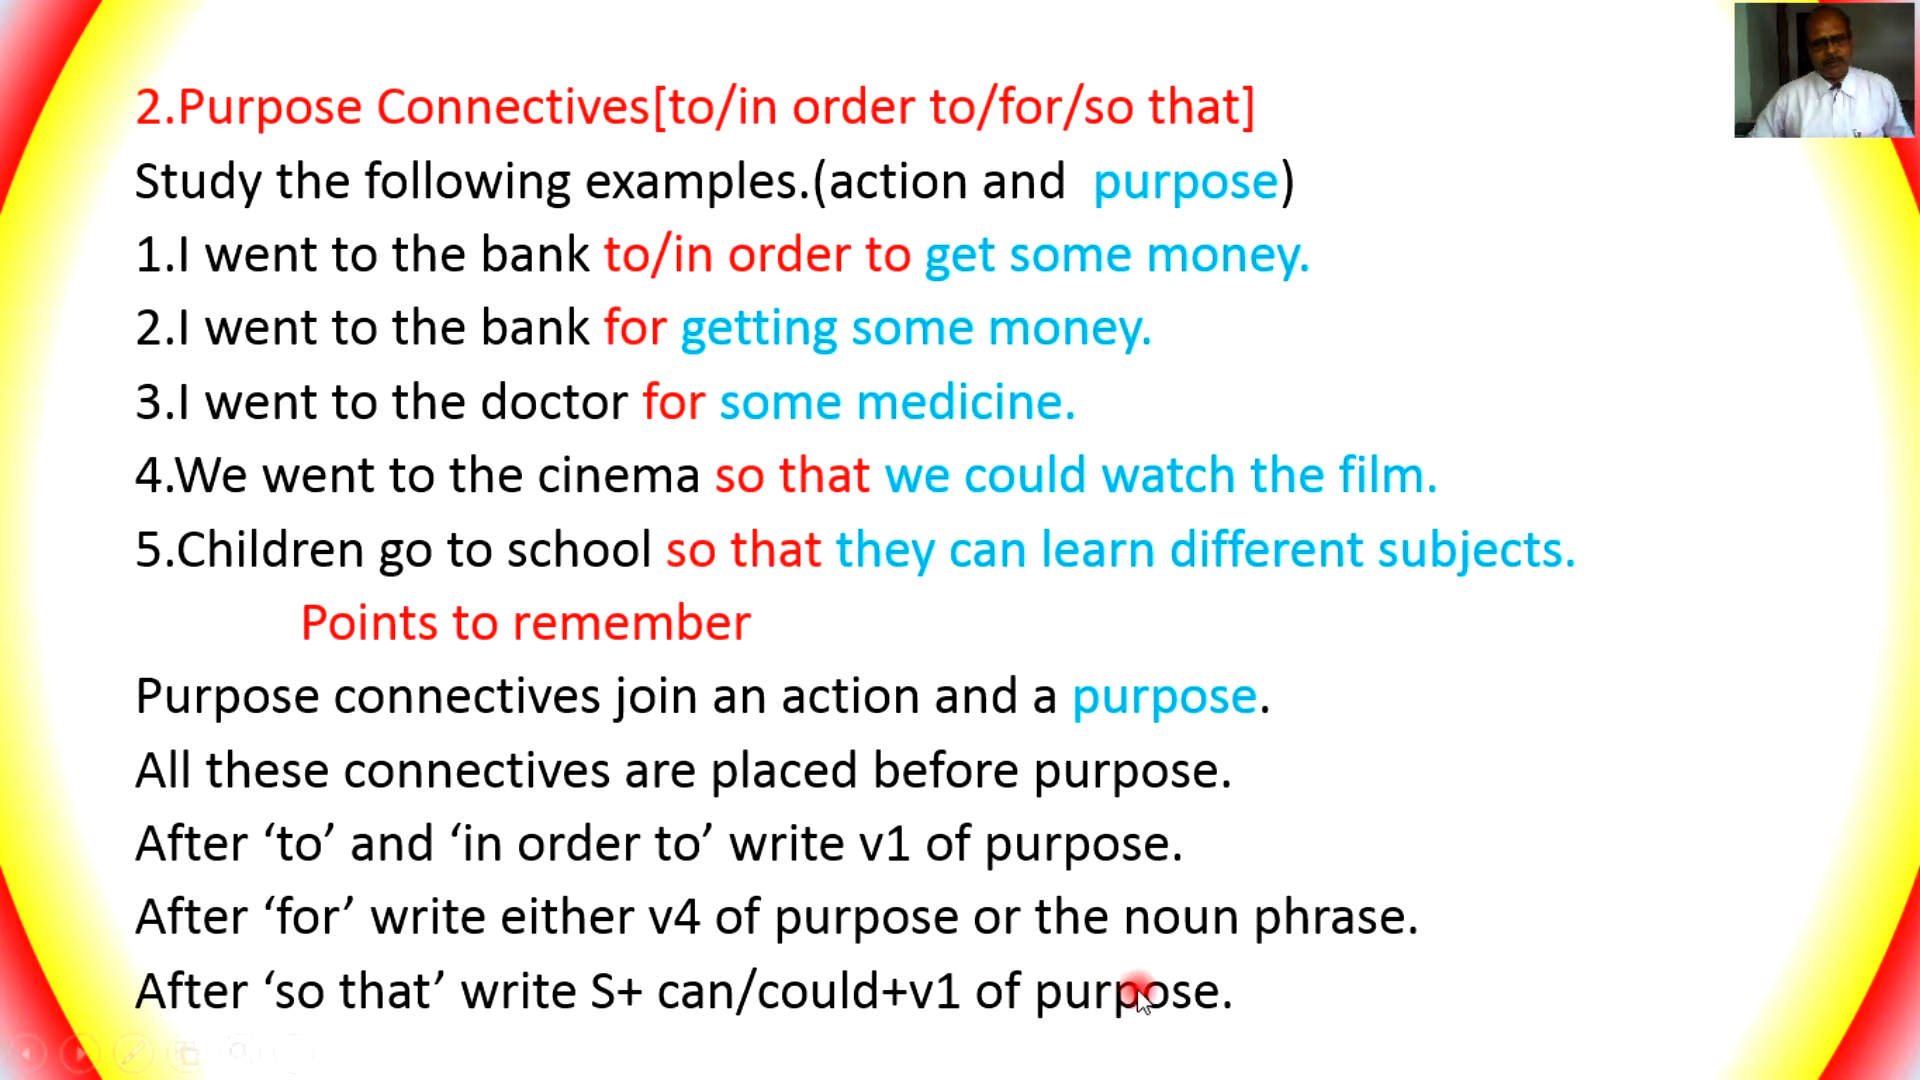 2.Purpose Connectives[to/in order to/for/so that]
Study the following examples.(action and  purpose)
1.I went to the bank to/in order to get some money.
2.I went to the bank for getting some money.
3.I went to the doctor for some medicine.
4.We went to the cinema so that we could watch the film.
5.Children go to school so that they can learn different subjects.
Points to remember
Purpose connectives join an action and a purpose.
All these connectives are placed before purpose.
After ‘to’ and ‘in order to’ write v1 of purpose.
After ‘for’ write either v4 of purpose or the noun phrase.
After ‘so that’ write S+ can/could+v1 of purpose.